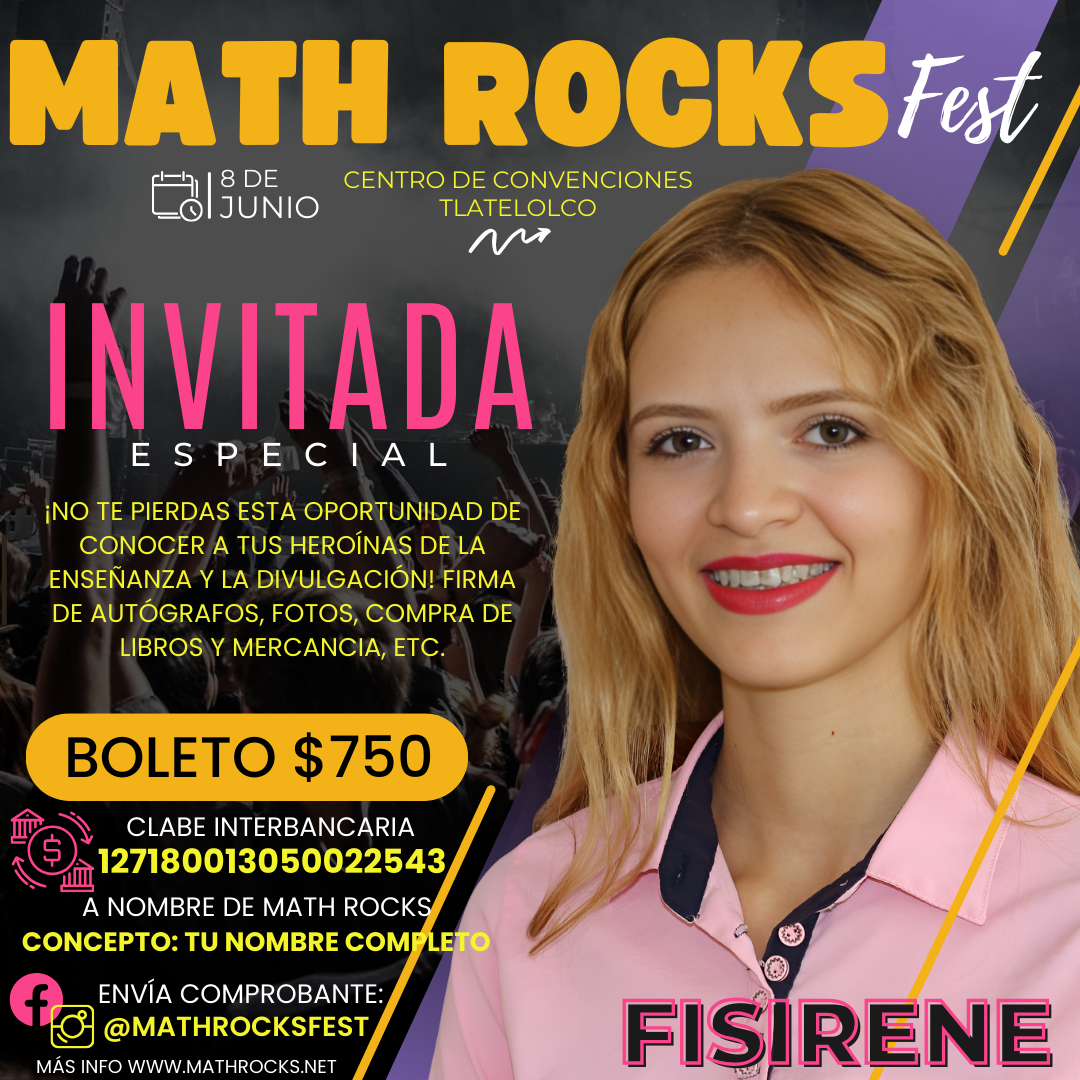 MATH ROCKS Fest
8 DE
JUNIO
CENTRO DE CONVENCIONES
TLATELOLCO
INVITADA
ESPECIAL
¡NO TE PIERDAS ESTA OPORTUNIDAD DE
CONOCER A TUS HEROÍNAS DE LA
ENSEÑANZA Y LA DIVULGACIÓN! FIRMA
DE AUTÓGRAFOS, FOTOS, COMPRA DE
LIBROS Y MERCANCIA, ETC.
BOLETO $750
CLABE INTERBANCARIA
127180013050022543
A NOMBRE DE MATH ROCKS
CONCEPTO: TU NOMBRE COMPLETO
ENVÍA COMPROBANTE:
@MATHROCKSFEST
MÁS INFO WWW.MATHROCKS.NET
FISIRENE